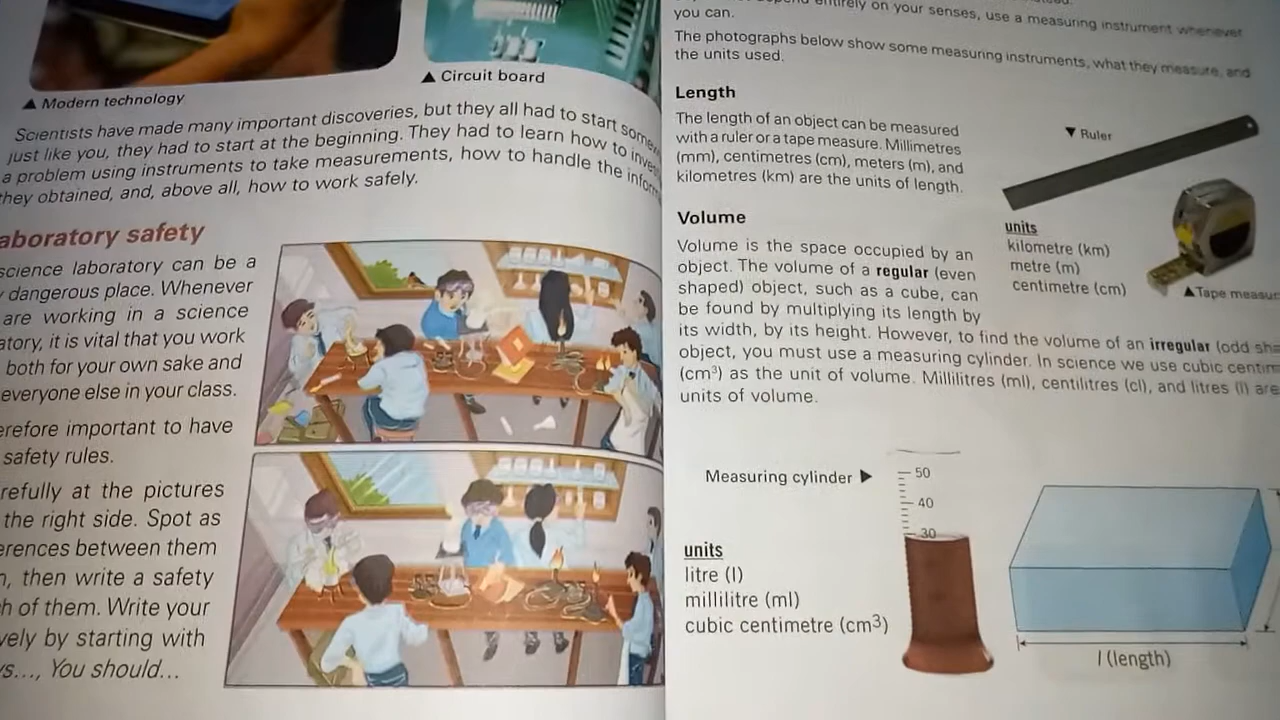 ▲ Modern technology
▲ Circuit board
Scientists have made many important discoveries, but they all had to start
just like you, they had to start at the beginning. They had to learn how to
a problem using instruments to take measurements, how to handle the
they obtained, and, above all, how to work safely.
aboratory safety
science laboratory can be a
dangerous place. Whenever
are working in a science
atory, it is vital that you work
both for your own sake and
everyone else in your class.
erefore important to have
safety rules.
refully at the pictures
the right side. Spot as
erences between them
, then write a safety
h of them. Write your
vely by starting with
s..., You should...
entirely on your senses, use a measuring instrument whenever
you can.
The photographs below show some measuring instruments, what they measure, and
the units used.
Length
The length of an object can be measured
with a ruler or a tape measure. Millimetres
(mm), centimetres (cm), meters (m), and
kilometres (km) are the units of length.
▼ Ruler
units
kilometre (km)
metre (m)
centimetre (cm)
▲Tape measur
Volume
Volume is the space occupied by an
object. The volume of a regular (even
shaped) object, such as a cube, can
be found by multiplying its length by
its width, by its height. However, to find the volume of an irregular (odd sha
object, you must use a measuring cylinder. In science we use cubic centim
(cm³) as the unit of volume. Millilitres (ml), centilitres (cl), and litres (l) are
units of volume.
Measuring cylinder ▶
50
40
30
units
litre (l)
millilitre (ml)
cubic centimetre (cm³)
l (length)